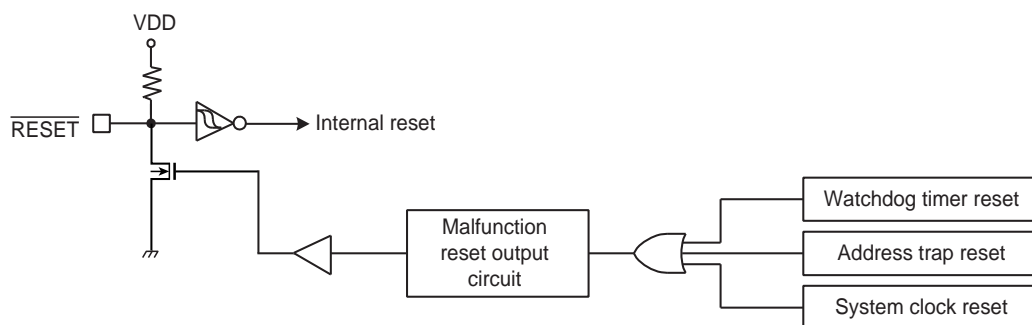 VDD
RESET
Internal reset
Malfunction
reset output
circuit
Watchdog timer reset
Address trap reset
System clock reset